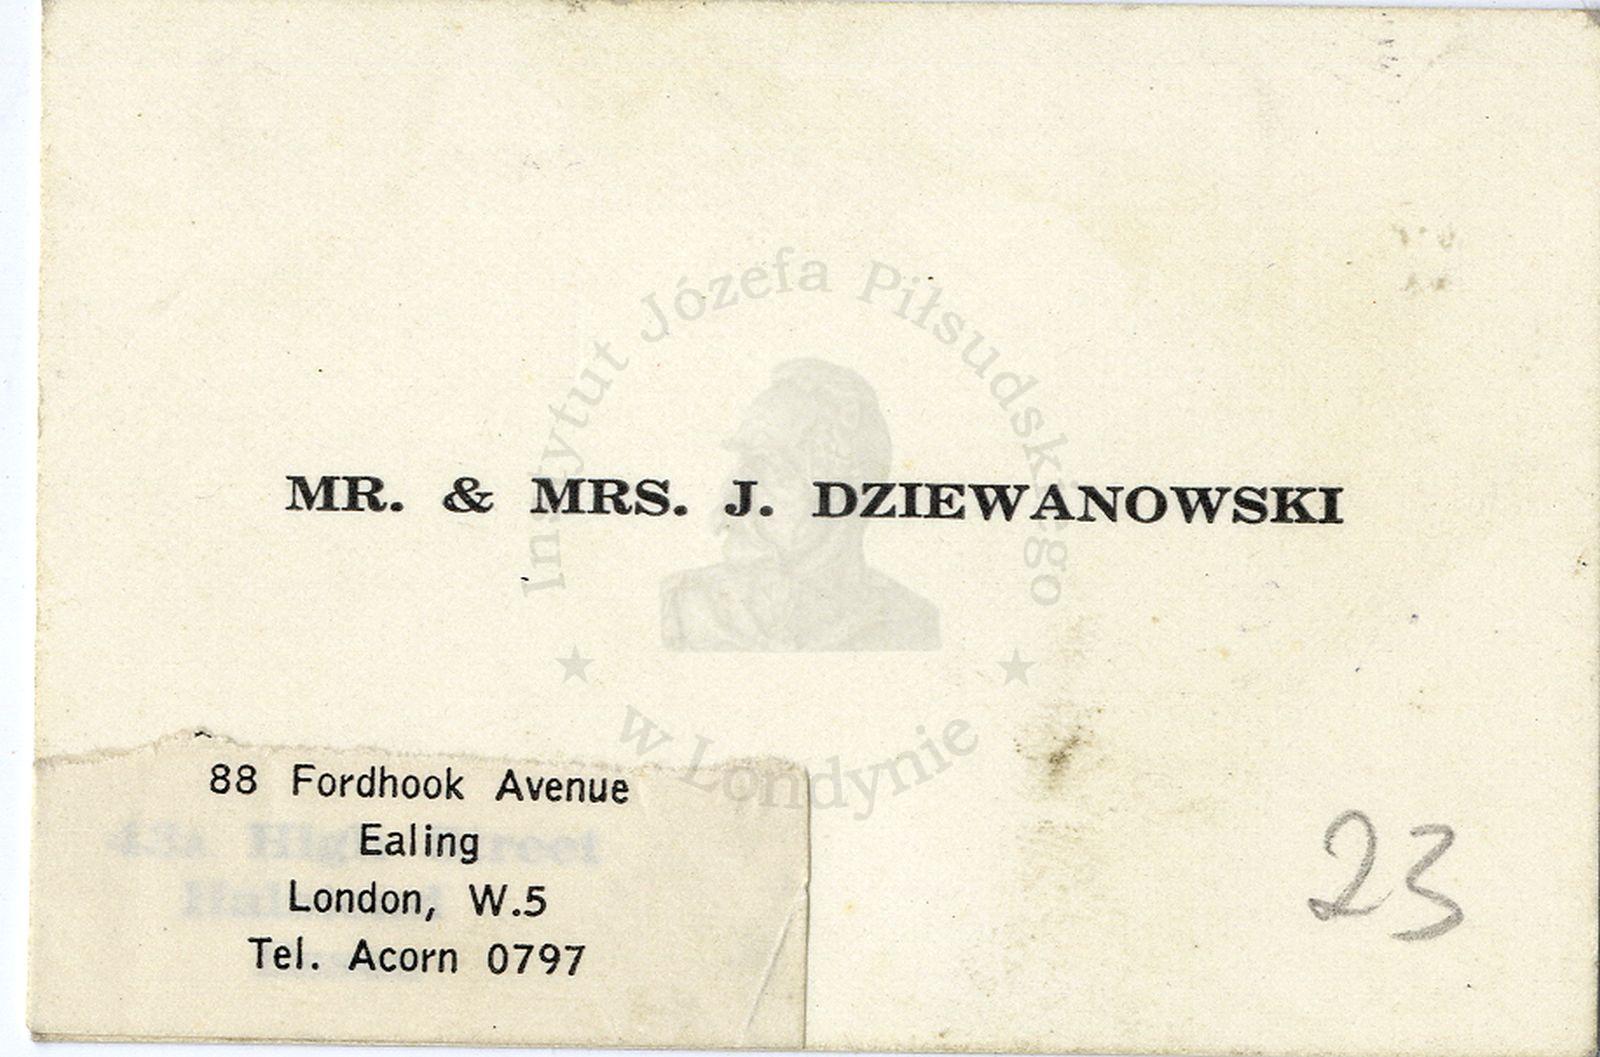 Instytut Józefa Piłsudskiego
w Londynie
MR. & MRS. J. DZIEWANOWSKI
88 Fordhook Avenue
Ealing
London, W.5
Tel. Acorn 0797
23